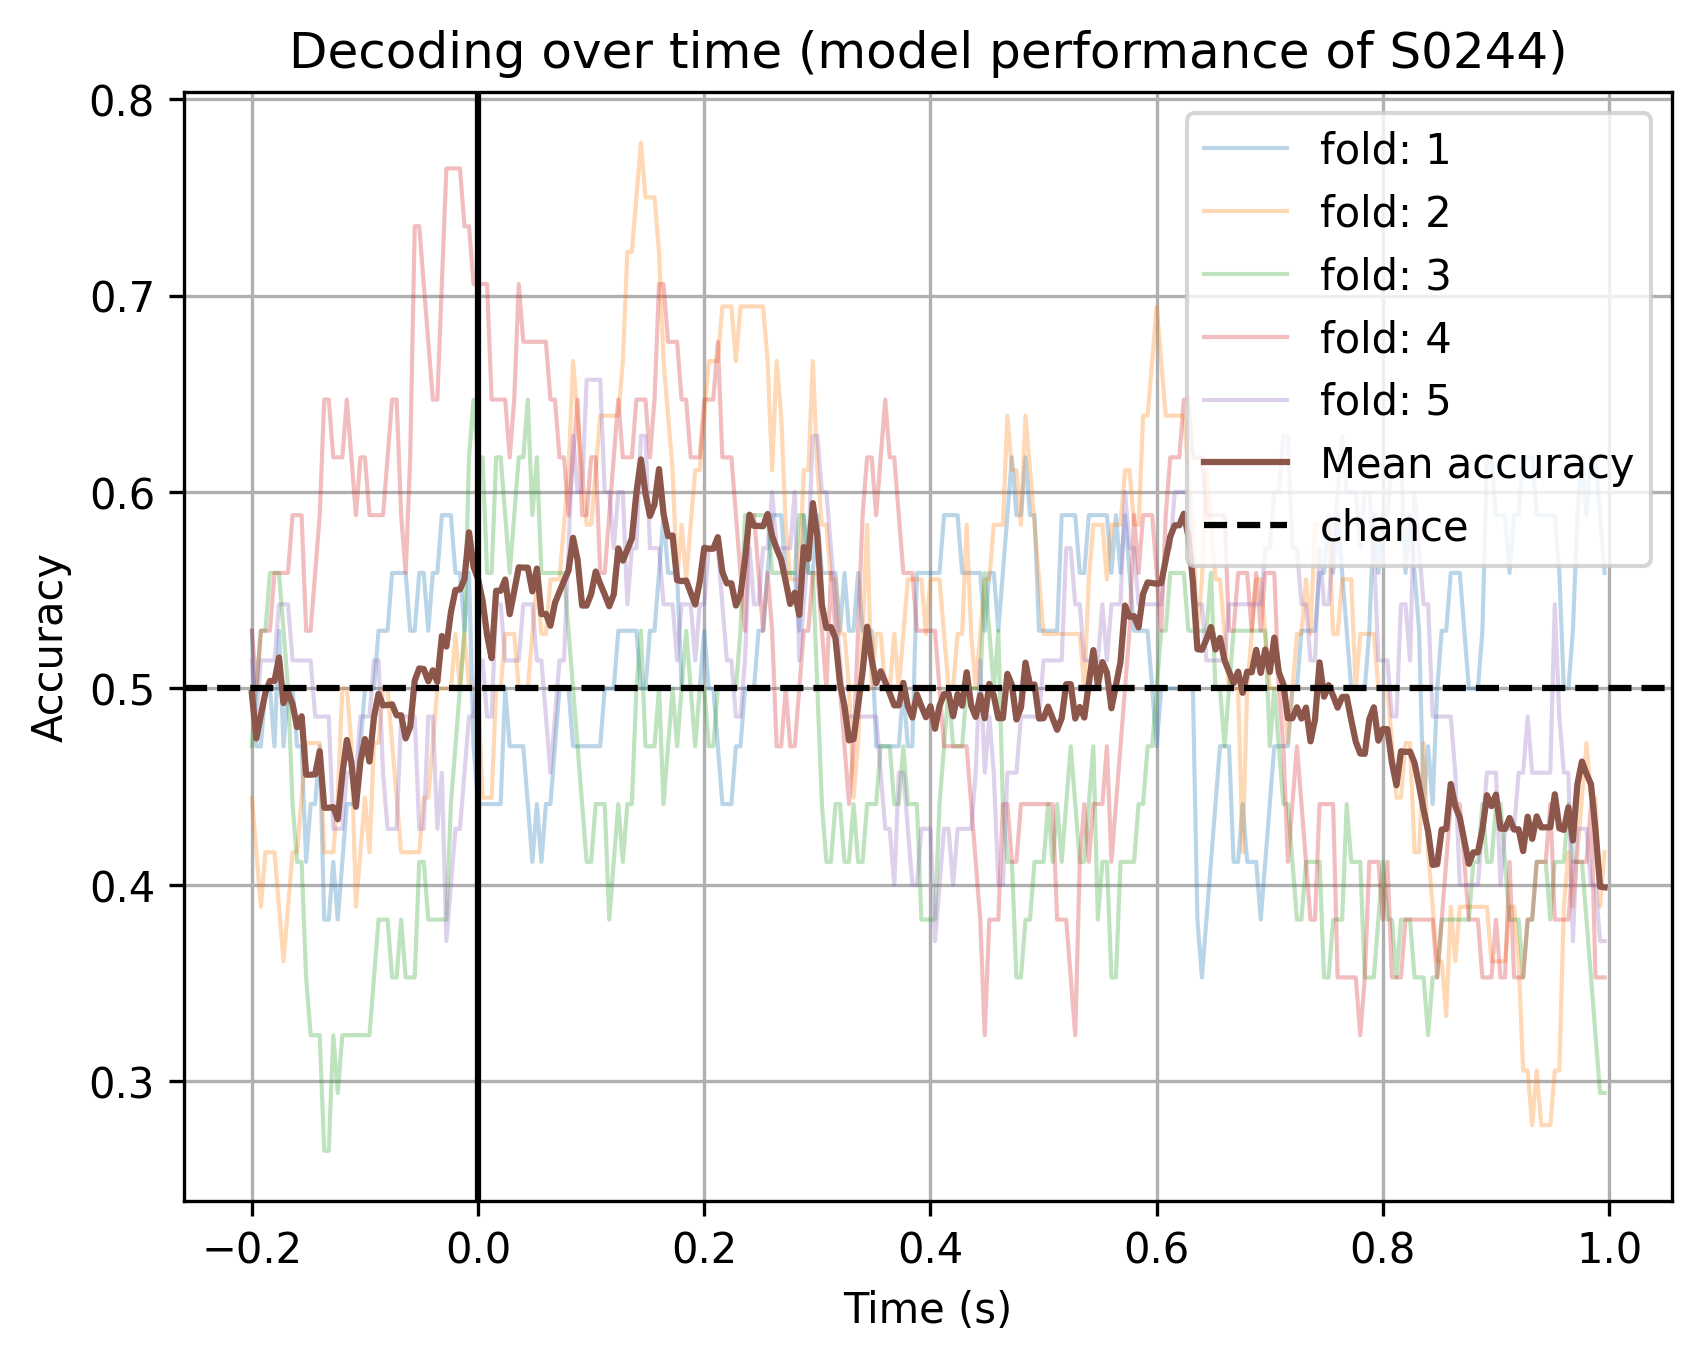 Decoding over time (model performance of S0244)
0.8
0.7
0.6
0.5
0.4
0.3
Accuracy
fold: 1
fold: 2
fold: 3
fold: 4
fold: 5
Mean accuracy
chance
−0.2 0.0 0.2 0.4 0.6 0.8 1.0
Time (s)